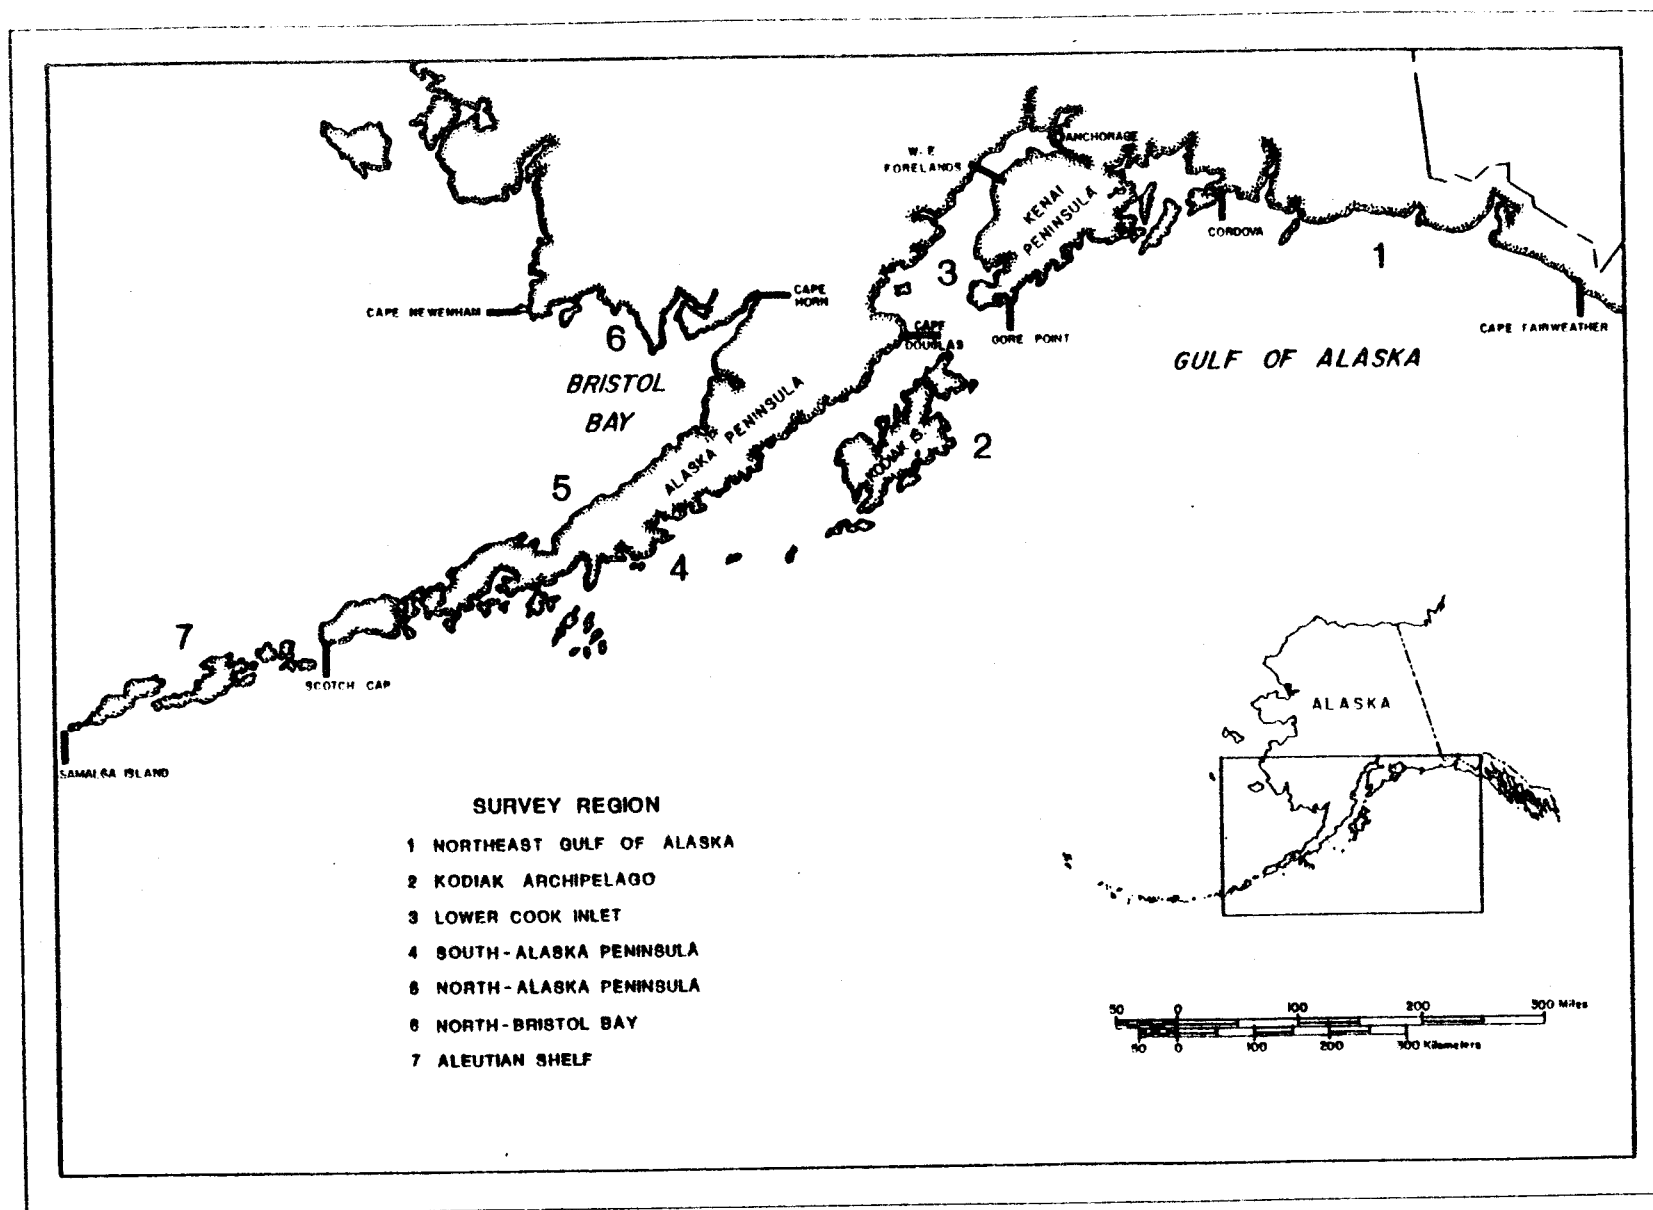 ANCHORAGE
W. F.
FORELANDS
KENAI
PENINSULA
CORDOVA
1
3
CAPE
HORN
CAPE NEWENHAM
6
CAPE
DOUGLAS
GORE POINT
CAPE FAIRWEATHER
GULF OF ALASKA
BRISTOL
BAY
ALASKA PENINSULA
KODIAK IS.
2
5
4
7
SCOTCH CAP
SAMALGA ISLAND
ALASKA
SURVEY REGION
1 NORTHEAST GULF OF ALASKA
2 KODIAK ARCHIPELAGO
3 LOWER COOK INLET
4 SOUTH-ALASKA PENINSULA
5 NORTH-ALASKA PENINSULA
6 NORTH-BRISTOL BAY
7 ALEUTIAN SHELF
50 0 100 200 300 Miles
50 0 100 200 300 Kilometers